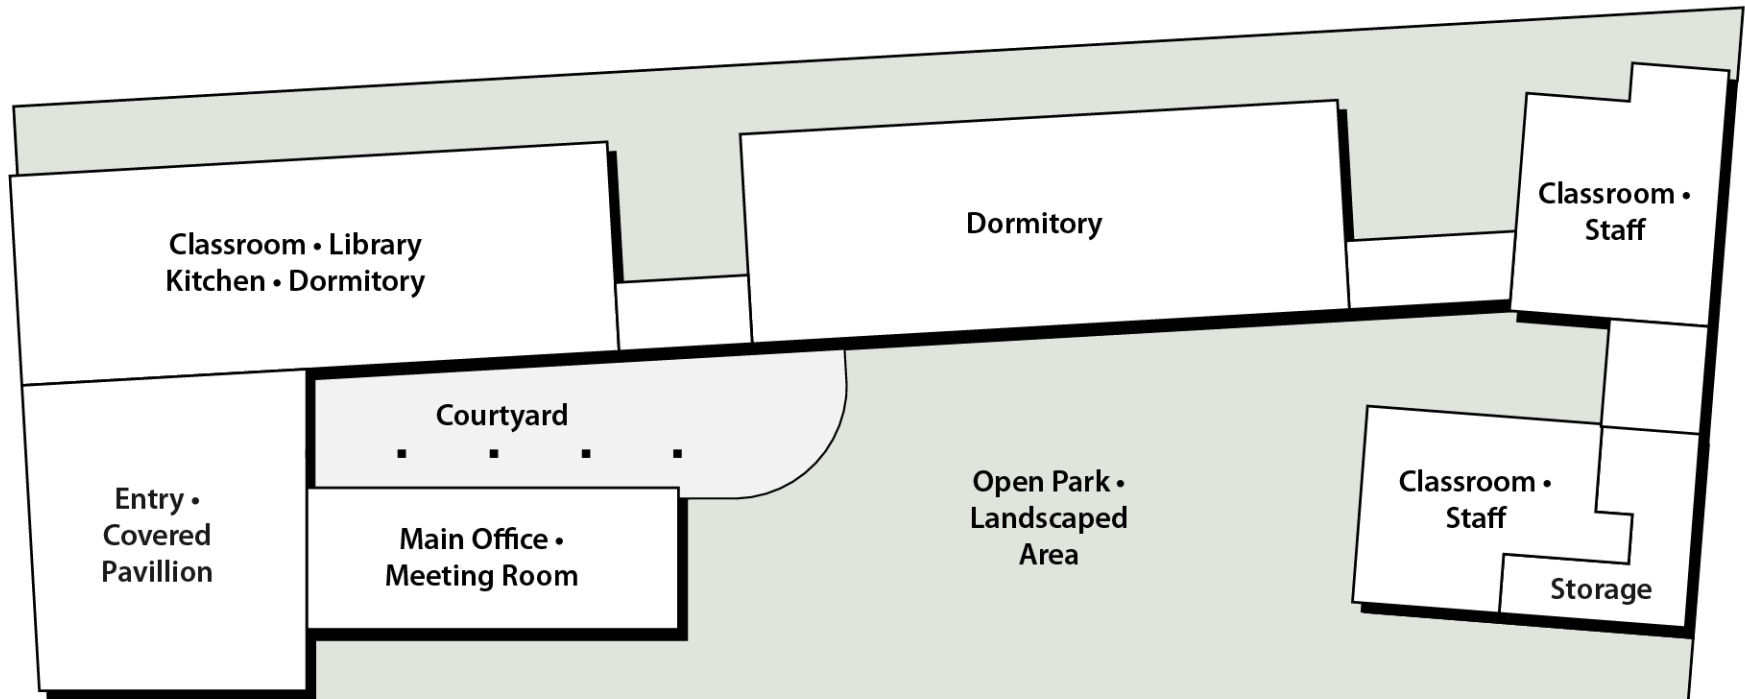 Classroom • Library
Kitchen • Dormitory
Dormitory
Classroom •
Staff
Courtyard
Entry •
Covered
Pavillion
Main Office •
Meeting Room
Open Park •
Landscaped
Area
Classroom •
Staff
Storage